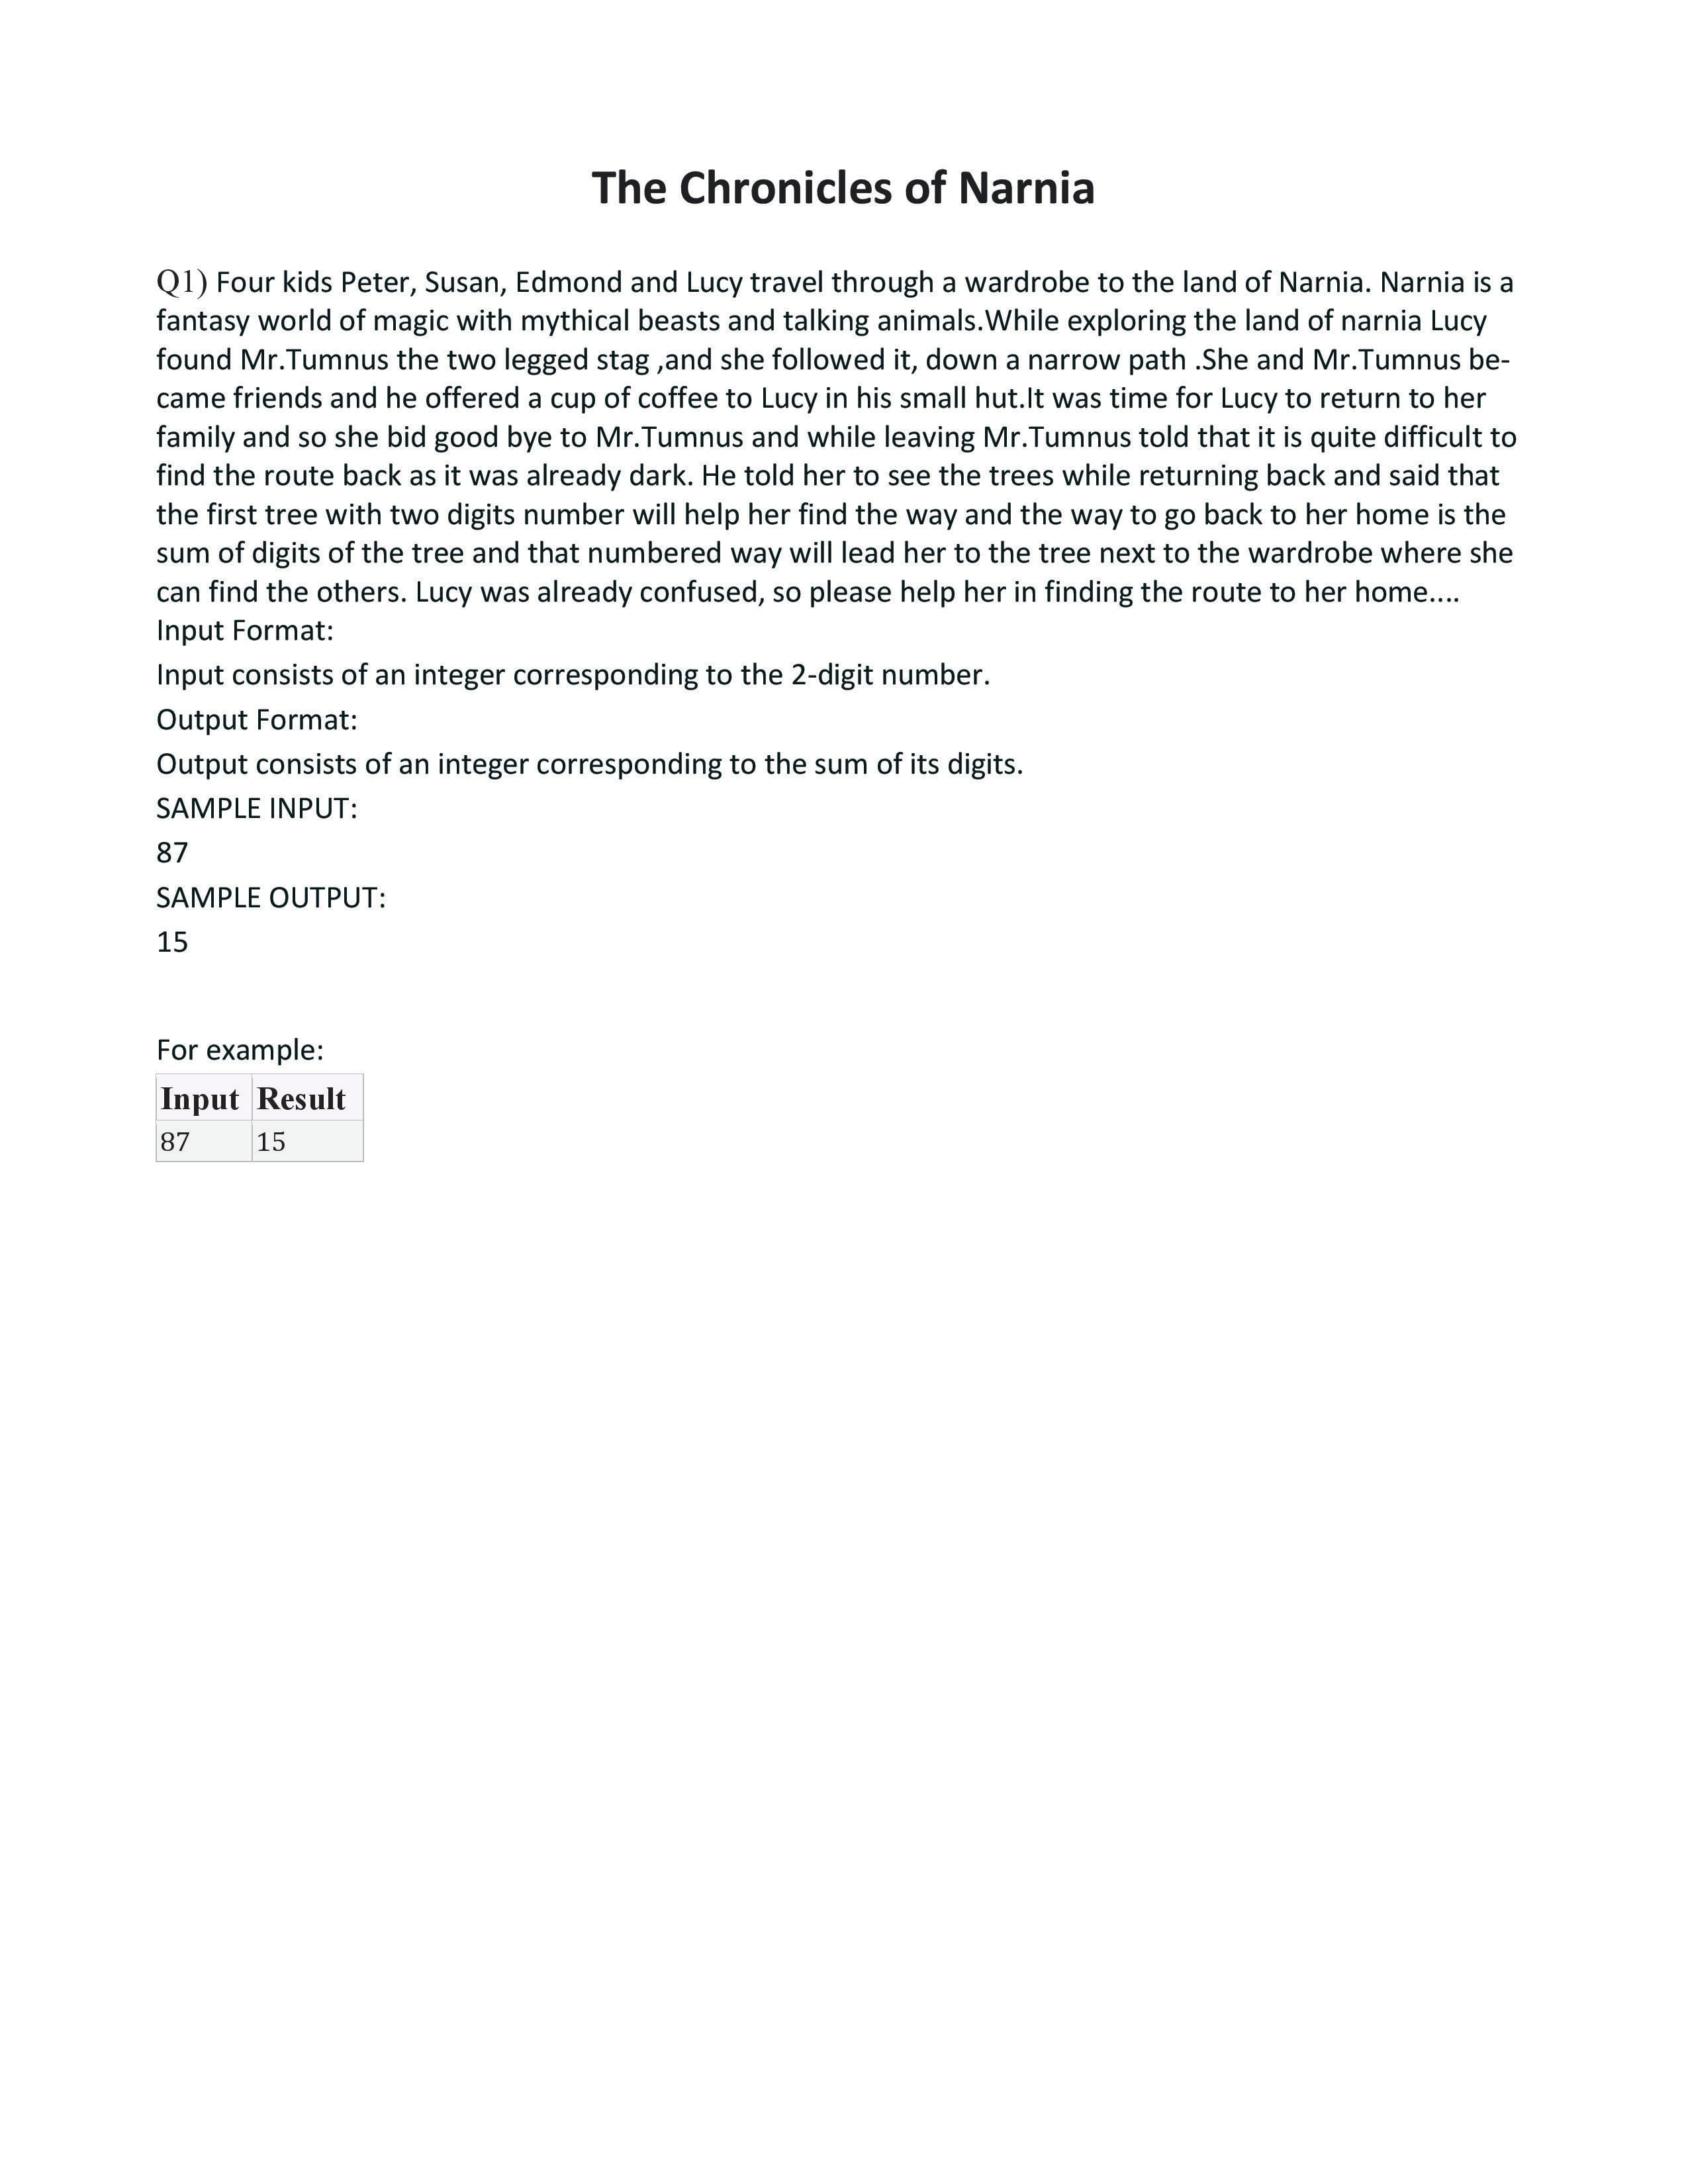 The Chronicles of Narnia
Q1) Four kids Peter, Susan, Edmond and Lucy travel through a wardrobe to the land of Narnia. Narnia is a
fantasy world of magic with mythical beasts and talking animals.While exploring the land of narnia Lucy
found Mr.Tumnus the two legged stag ,and she followed it, down a narrow path .She and Mr.Tumnus be-
came friends and he offered a cup of coffee to Lucy in his small hut.It was time for Lucy to return to her
family and so she bid good bye to Mr.Tumnus and while leaving Mr.Tumnus told that it is quite difficult to
find the route back as it was already dark. He told her to see the trees while returning back and said that
the first tree with two digits number will help her find the way and the way to go back to her home is the
sum of digits of the tree and that numbered way will lead her to the tree next to the wardrobe where she
can find the others. Lucy was already confused, so please help her in finding the route to her home....
Input Format:
Input consists of an integer corresponding to the 2-digit number.
Output Format:
Output consists of an integer corresponding to the sum of its digits.
SAMPLE INPUT:
87
SAMPLE OUTPUT:
15
For example:
Input Result
87 15